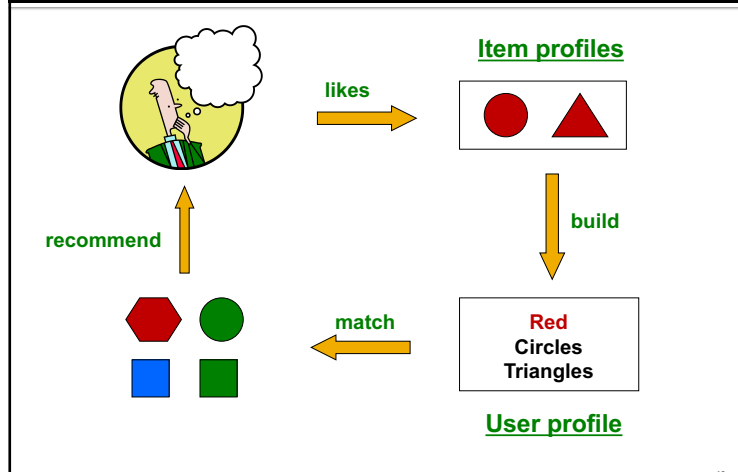 Item profiles
likes
build
recommend
match
Red
Circles
Triangles
User profile